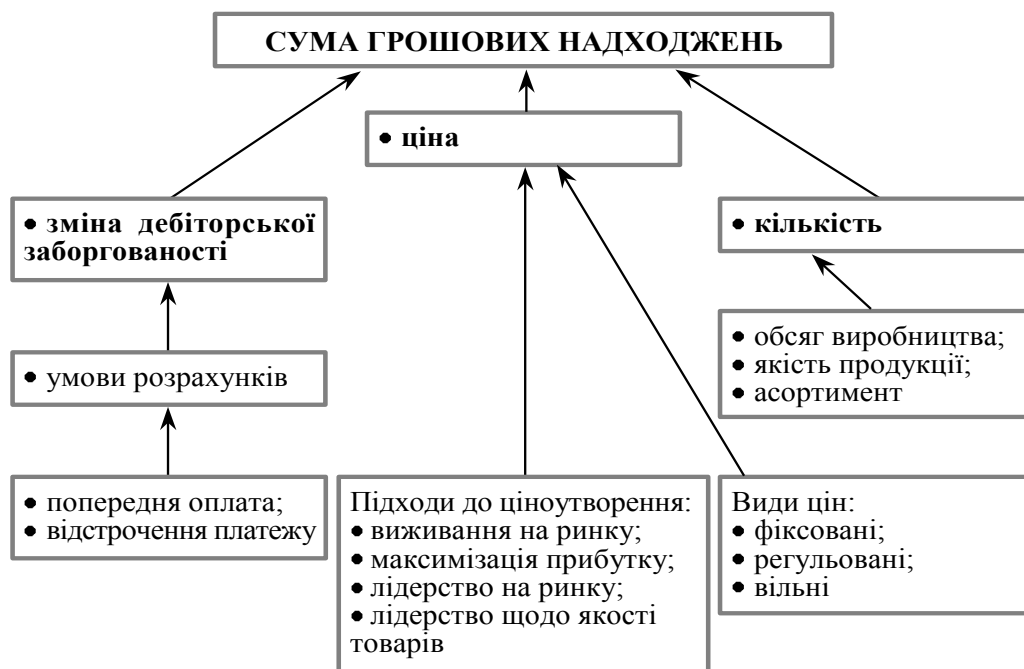 СУМА ГРОШОВИХ НАДХОДЖЕНЬ
• ціна
• зміна дебіторської
заборгованості
• кількість
• умови розрахунків
• обсяг виробництва;
• якість продукції;
• асортимент
• попередня оплата;
• відстрочення платежу
Підходи до ціноутворення:
• виживання на ринку;
• максимізація прибутку;
• лідерство на ринку;
• лідерство щодо якості
товарів
Види цін:
• фіксовані;
• регульовані;
• вільні